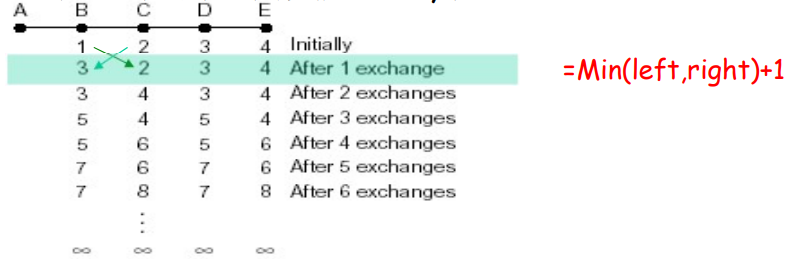 A B C D E
1 2 3 4 Initially
3 2 3 4 After 1 exchange
=Min(left,right)+1
3 4 3 4 After 2 exchanges
5 4 5 4 After 3 exchanges
5 6 5 6 After 4 exchanges
7 6 7 6 After 5 exchanges
7 8 7 8 After 6 exchanges
⋮
∞ ∞ ∞ ∞